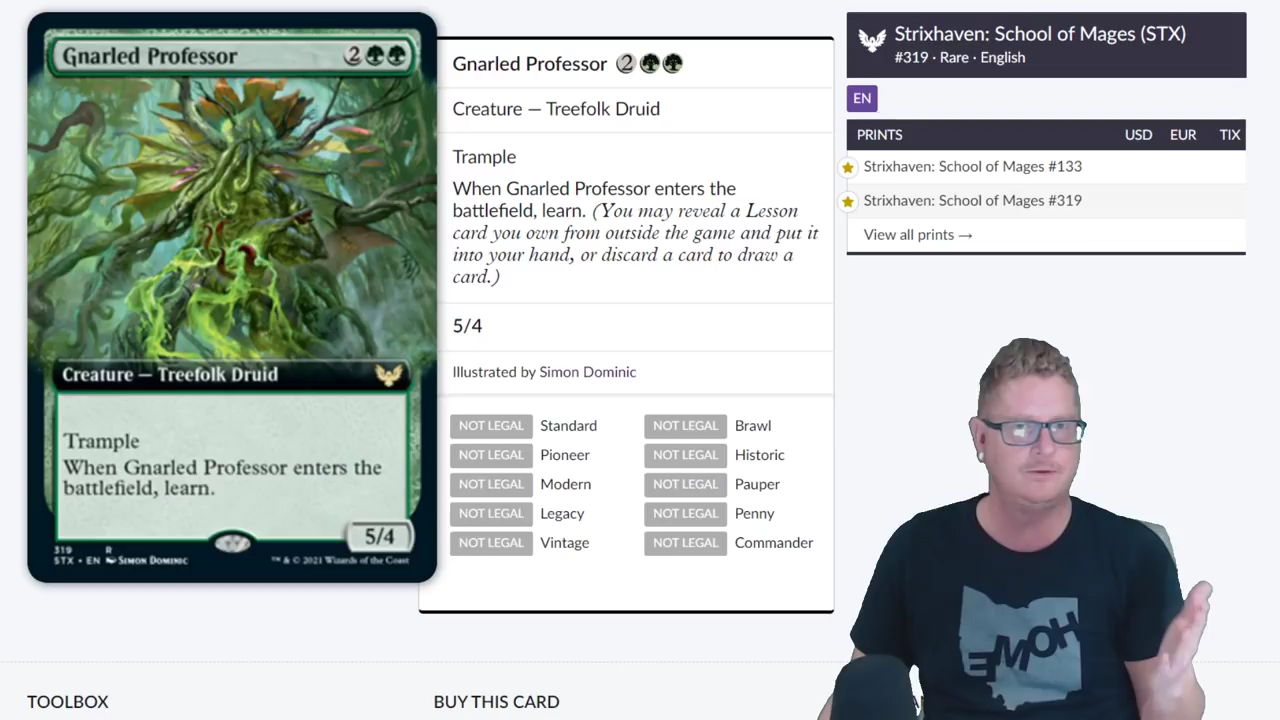 Gnarled Professor 2
Creature — Treefolk Druid
Trample
When Gnarled Professor enters the
battlefield, learn.
5/4
319 R
STX • EN SIMON DOMINIC
™ & © 2021 Wizards of the Coast
Gnarled Professor 2
Creature — Treefolk Druid
Trample
When Gnarled Professor enters the
battlefield, learn. (You may reveal a Lesson
card you own from outside the game and put it
into your hand, or discard a card to draw a
card.)
5/4
Illustrated by Simon Dominic
NOT LEGAL Standard NOT LEGAL Brawl
NOT LEGAL Pioneer NOT LEGAL Historic
NOT LEGAL Modern NOT LEGAL Pauper
NOT LEGAL Legacy NOT LEGAL Penny
NOT LEGAL Vintage NOT LEGAL Commander
Strixhaven: School of Mages (STX)
#319 · Rare · English
EN
PRINTS USD EUR TIX
Strixhaven: School of Mages #133
Strixhaven: School of Mages #319
View all prints →
HOME
TOOLBOX BUY THIS CARD